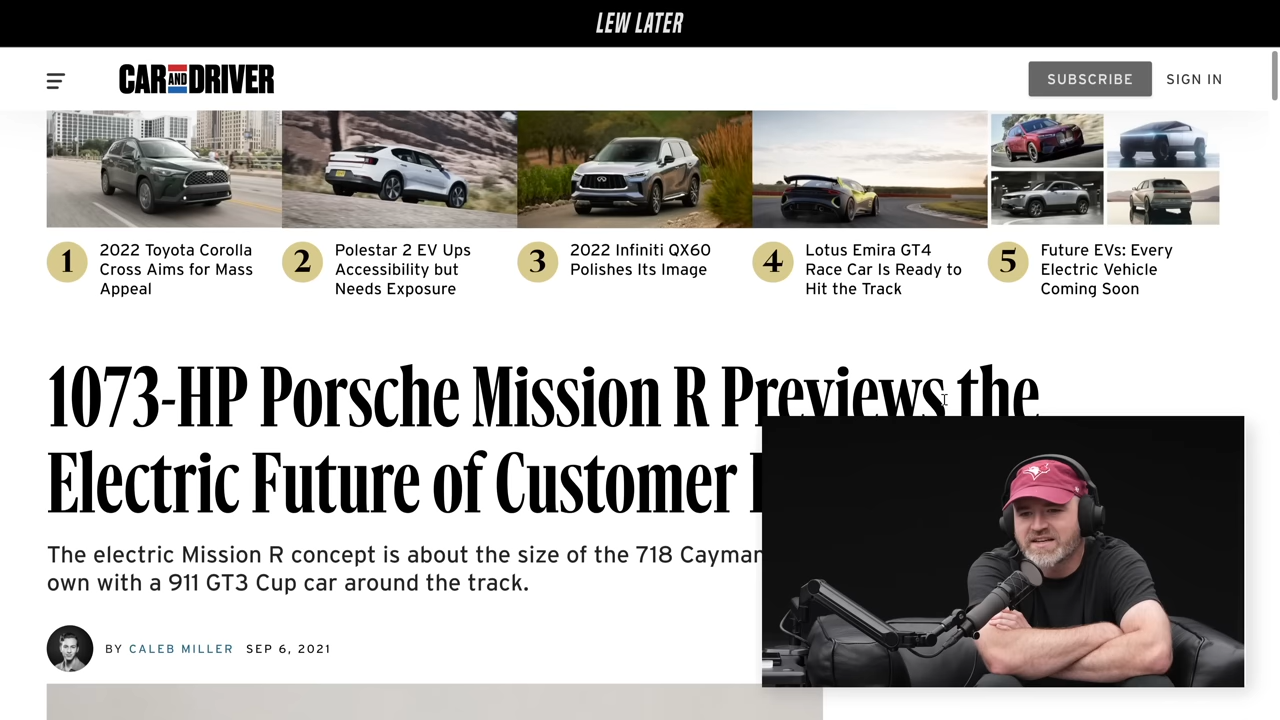 LEW LATER
CAR AND DRIVER
SUBSCRIBE
SIGN IN
1
2022 Toyota Corolla
Cross Aims for Mass
Appeal
2
Polestar 2 EV Ups
Accessibility but
Needs Exposure
3
2022 Infiniti QX60
Polishes Its Image
4
Lotus Emira GT4
Race Car Is Ready to
Hit the Track
5
Future EVs: Every
Electric Vehicle
Coming Soon
1073-HP Porsche Mission R Previews the
Electric Future of Customer
The electric Mission R concept is about the size of the 718 Cayman
own with a 911 GT3 Cup car around the track.
BY CALEB MILLER SEP 6, 2021